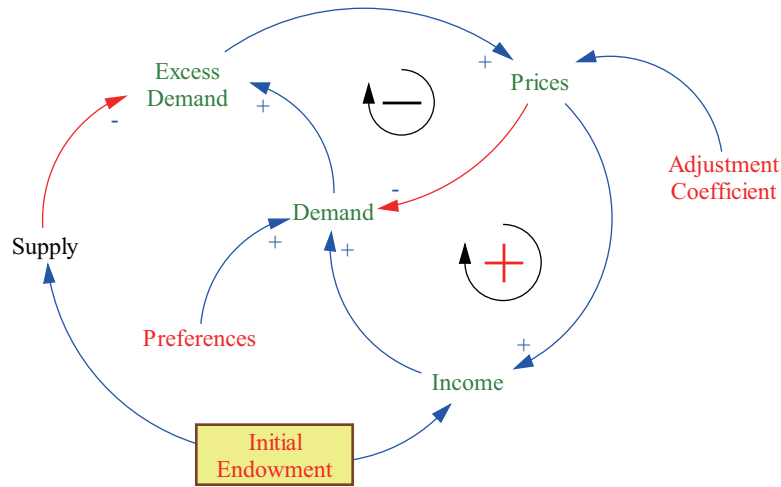 Excess
Demand
+
Prices
-
+
Adjustment
Coefficient
-
Demand
Supply
+
+
+
Preferences
+
Income
Initial
Endowment